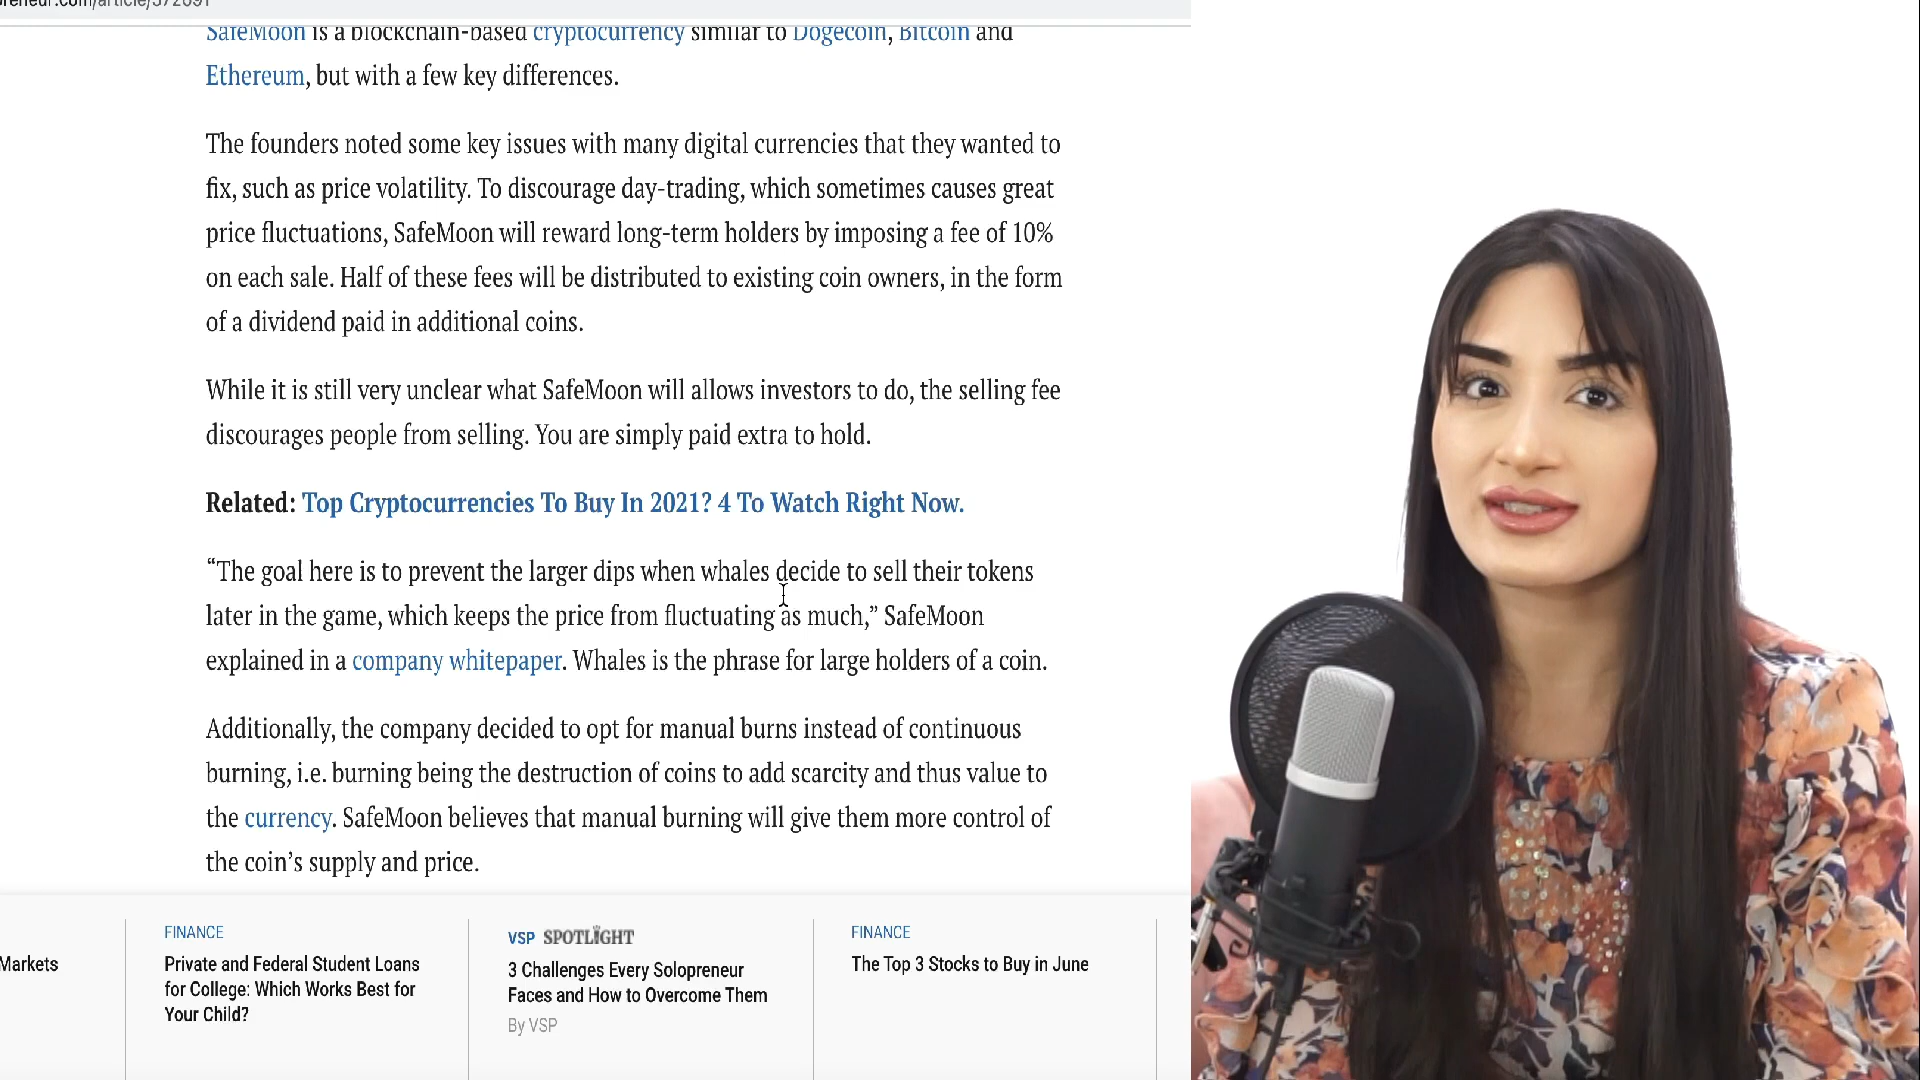 preneur.com/article/372691
SafeMoon is a blockchain-based cryptocurrency similar to Dogecoin, Bitcoin and
Ethereum, but with a few key differences.
The founders noted some key issues with many digital currencies that they wanted to
fix, such as price volatility. To discourage day-trading, which sometimes causes great
price fluctuations, SafeMoon will reward long-term holders by imposing a fee of 10%
on each sale. Half of these fees will be distributed to existing coin owners, in the form
of a dividend paid in additional coins.
While it is still very unclear what SafeMoon will allows investors to do, the selling fee
discourages people from selling. You are simply paid extra to hold.
Related: Top Cryptocurrencies To Buy In 2021? 4 To Watch Right Now.
“The goal here is to prevent the larger dips when whales decide to sell their tokens
later in the game, which keeps the price from fluctuating as much,” SafeMoon
explained in a company whitepaper. Whales is the phrase for large holders of a coin.
Additionally, the company decided to opt for manual burns instead of continuous
burning, i.e. burning being the destruction of coins to add scarcity and thus value to
the currency. SafeMoon believes that manual burning will give them more control of
the coin’s supply and price.
Markets
FINANCE
Private and Federal Student Loans
for College: Which Works Best for
Your Child?
VSP SPOTLIGHT
3 Challenges Every Solopreneur
Faces and How to Overcome Them
By VSP
FINANCE
The Top 3 Stocks to Buy in June